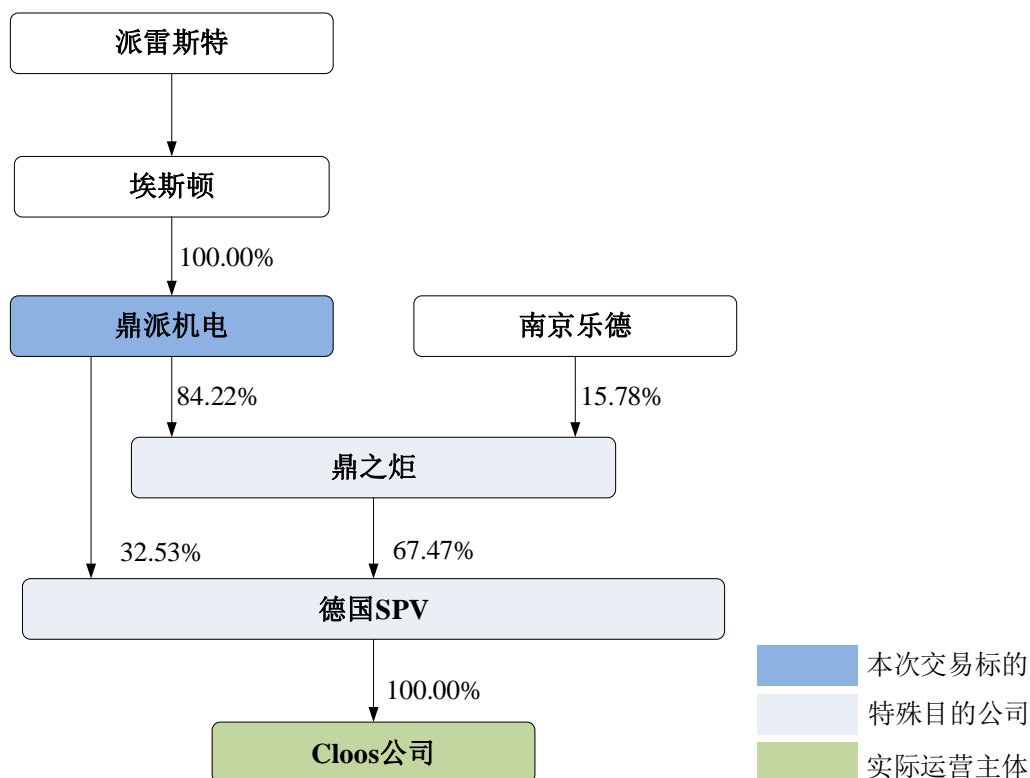 派雷斯特
埃斯顿
100.00%
鼎派机电
南京乐德
84.22%
15.78%
鼎之炬
32.53%
67.47%
德国SPV
100.00%
Cloos公司
本次交易标的
特殊目的公司
实际运营主体